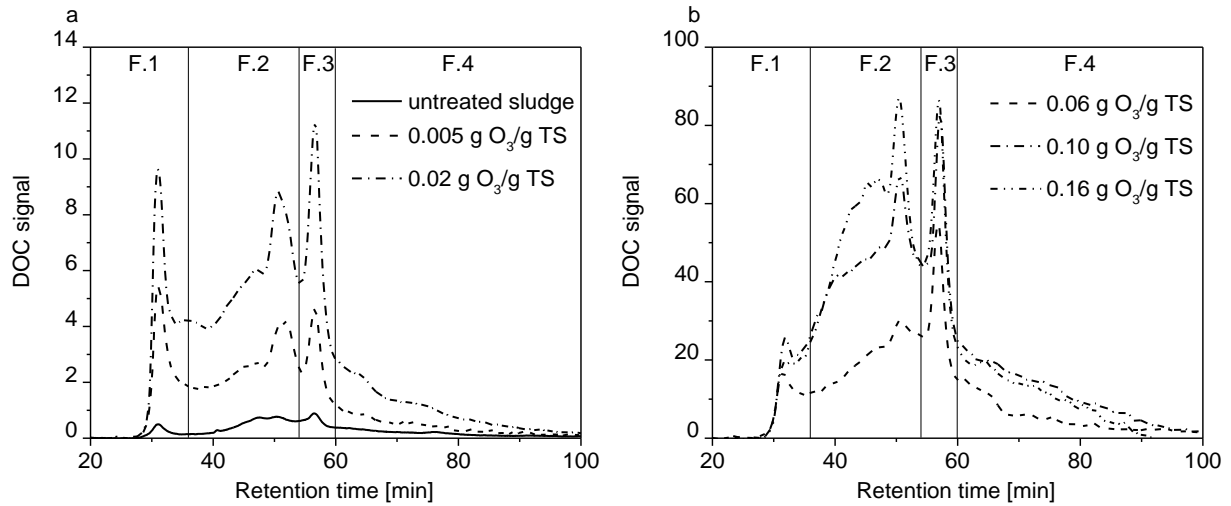 a
14
12
10
8
6
4
2
0
DOC signal
F.1 F.2 F.3 F.4
untreated sludge
0.005 g O₃/g TS
0.02 g O₃/g TS
20 40 60 80 100
Retention time [min]
b
100
80
60
40
20
0
DOC signal
F.1 F.2 F.3 F.4
0.06 g O₃/g TS
0.10 g O₃/g TS
0.16 g O₃/g TS
20 40 60 80 100
Retention time [min]